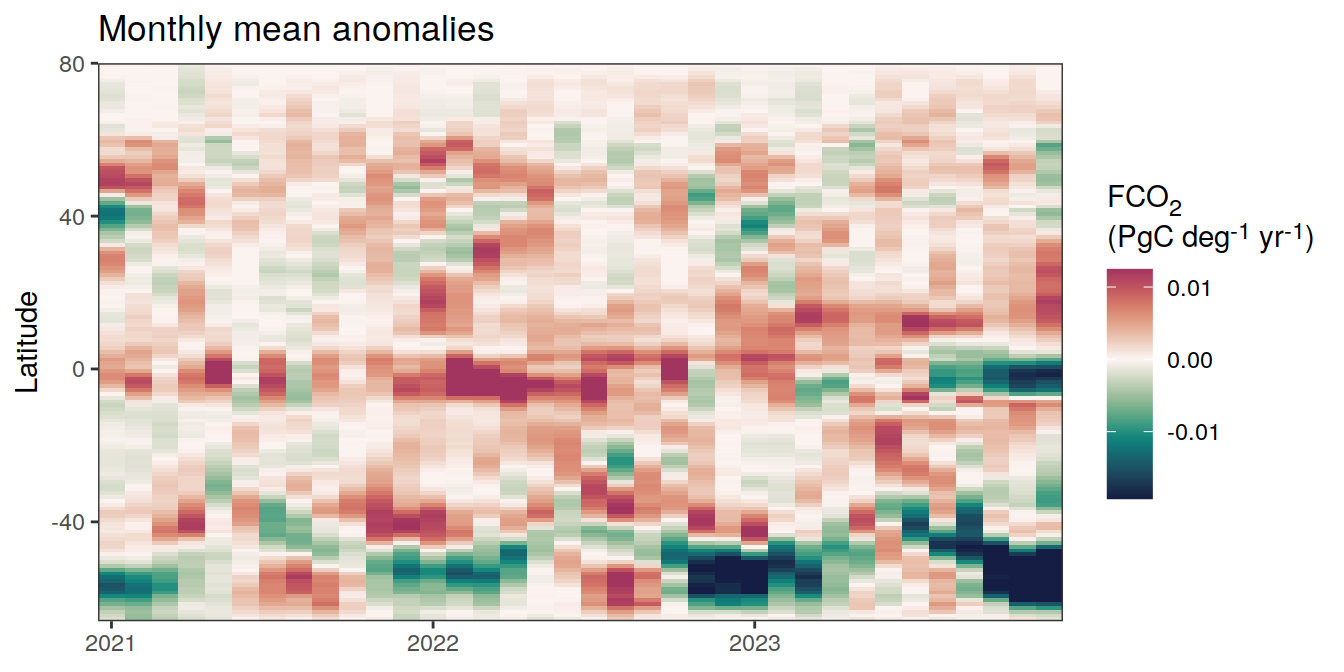 Monthly mean anomalies
80
40
0
-40
Latitude
2021
2022
2023
FCO₂
(PgC deg⁻¹ yr⁻¹)
0.01
0.00
-0.01